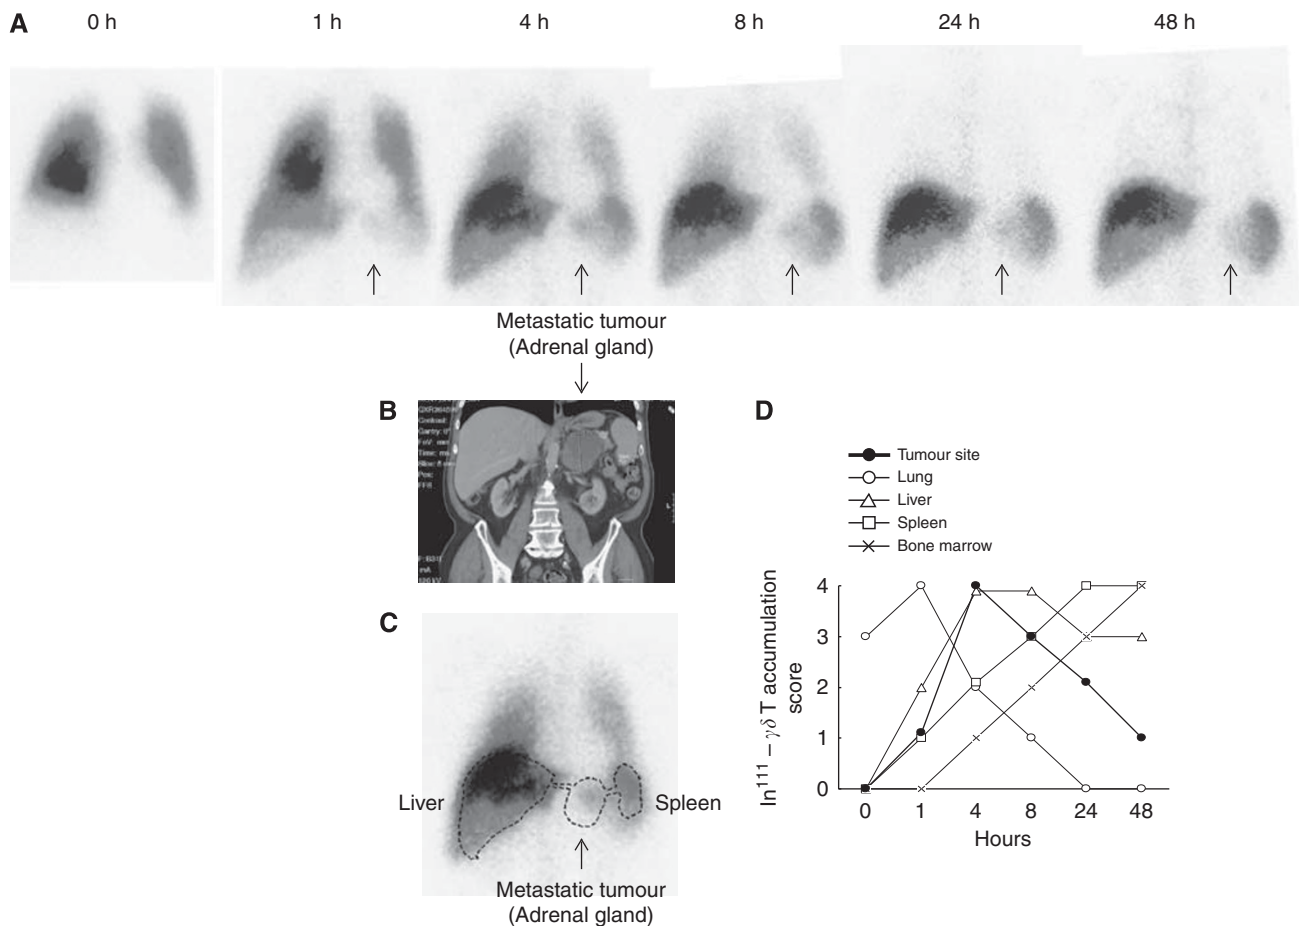 A
0 h
1 h
4 h
8 h
24 h
48 h
Metastatic tumour
(Adrenal gland)
B
C
Liver
Spleen
Metastatic tumour
(Adrenal gland)
D
Tumour site
Lung
Liver
Spleen
Bone marrow
In¹¹¹ – γδ T accumulation
score
4
3
2
1
0
0
1
4
8
24
48
Hours